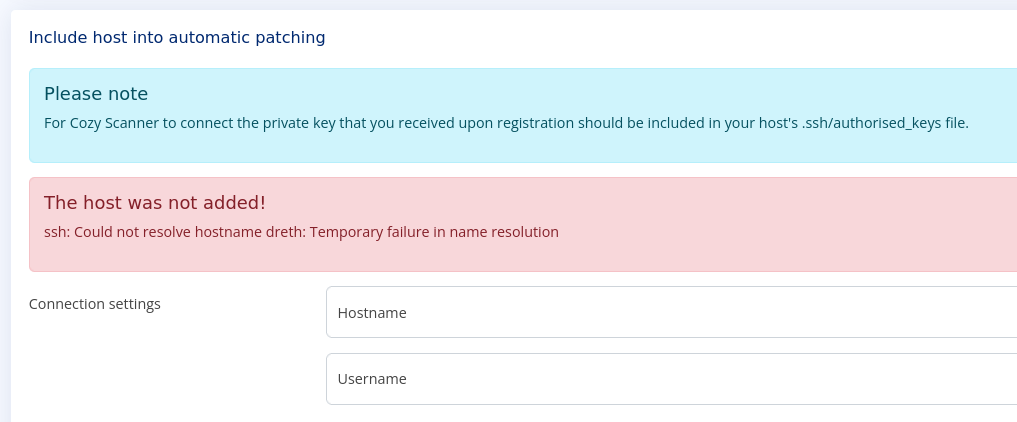 Include host into automatic patching
Please note
For Cozy Scanner to connect the private key that you received upon registration should be included in your host's .ssh/authorised_keys file.
The host was not added!
ssh: Could not resolve hostname dreth: Temporary failure in name resolution
Connection settings
Hostname
Username